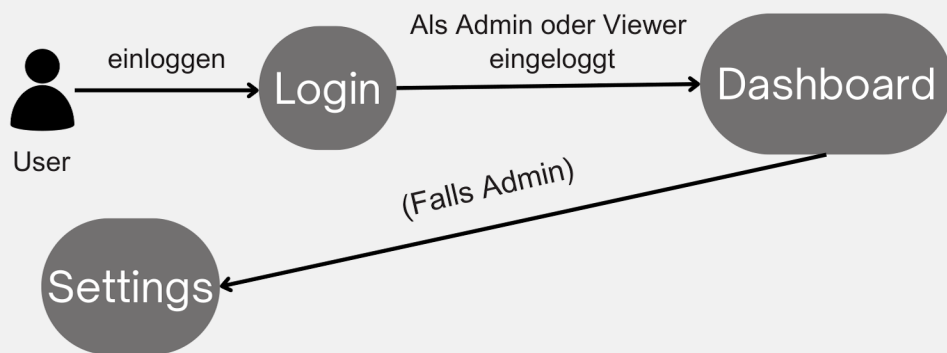 einloggen
Als Admin oder Viewer
eingeloggt
Login
Dashboard
User
(Falls Admin)
Settings